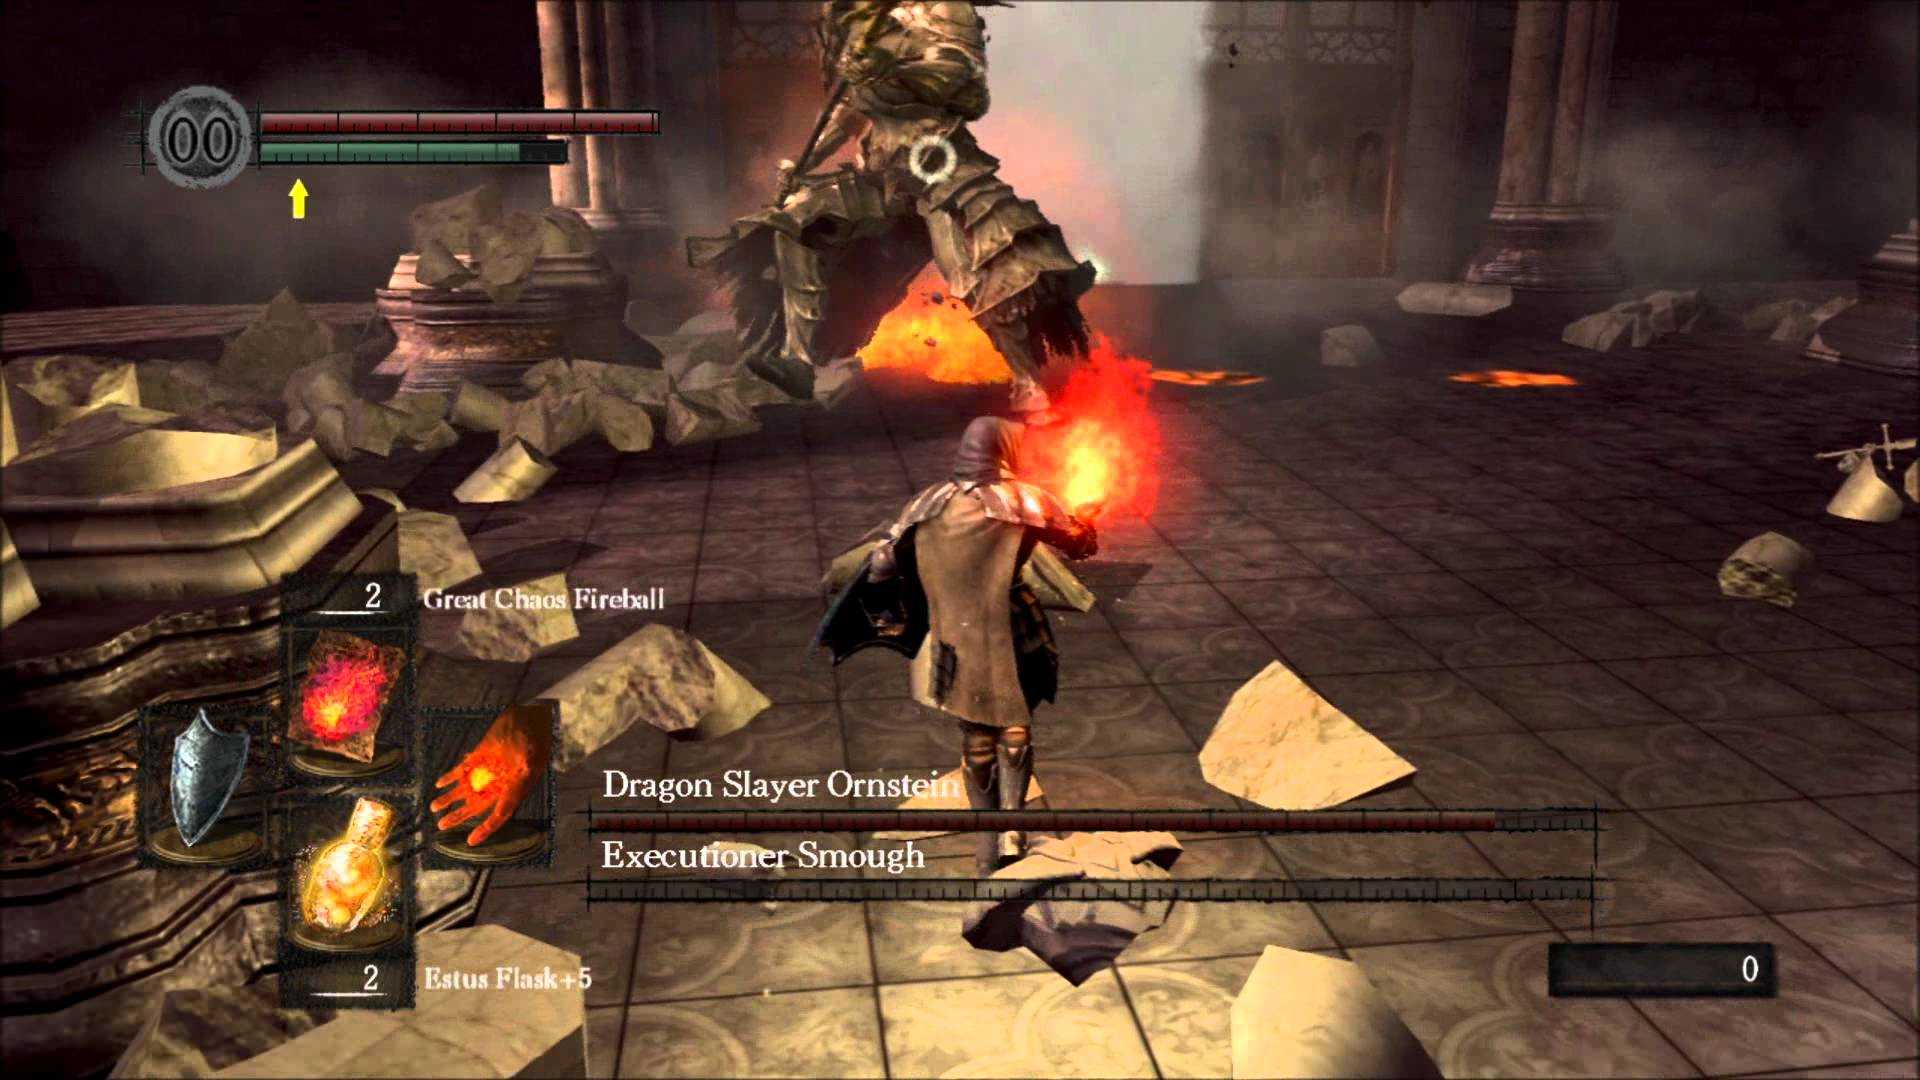 00
2
Great Chaos Fireball
Dragon Slayer Ornstein
Executioner Smough
2
Estus Flask+5
0